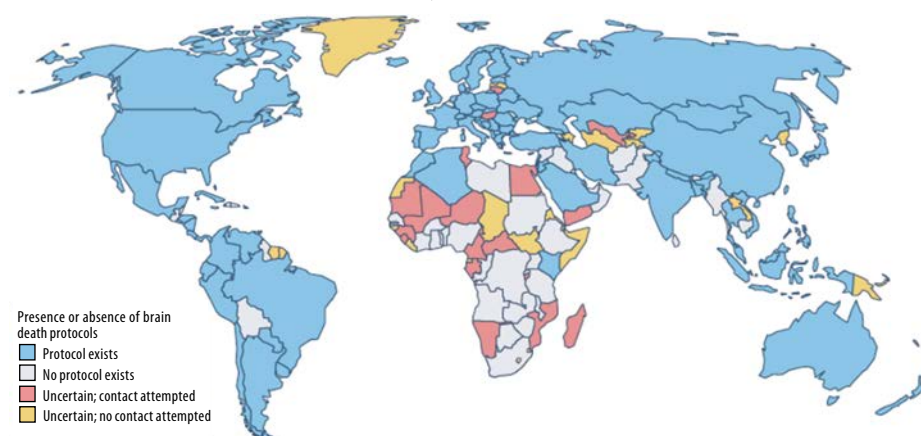 Presence or absence of brain
death protocols
Protocol exists
No protocol exists
Uncertain; contact attempted
Uncertain; no contact attempted